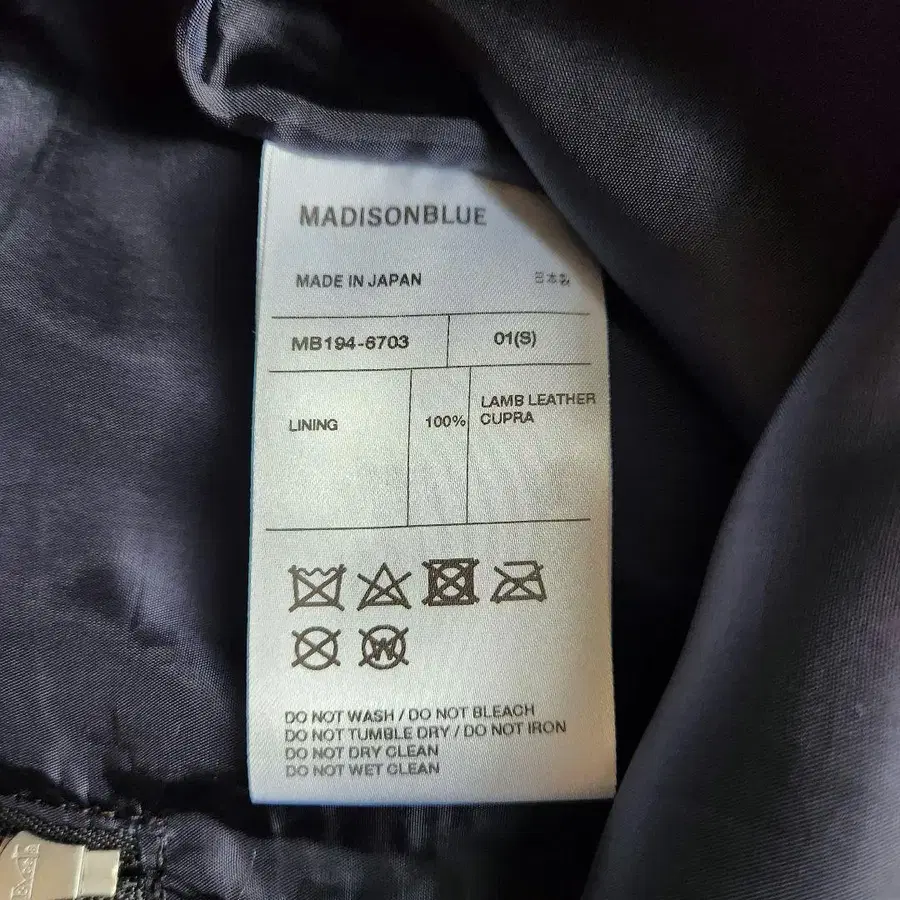 MADISONBLUE
MADE IN JAPAN 日本製
MB194-6703 01(S)
LAMB LEATHER
LINING 100% CUPRA
DO NOT WASH / DO NOT BLEACH
DO NOT TUMBLE DRY / DO NOT IRON
DO NOT DRY CLEAN
DO NOT WET CLEAN